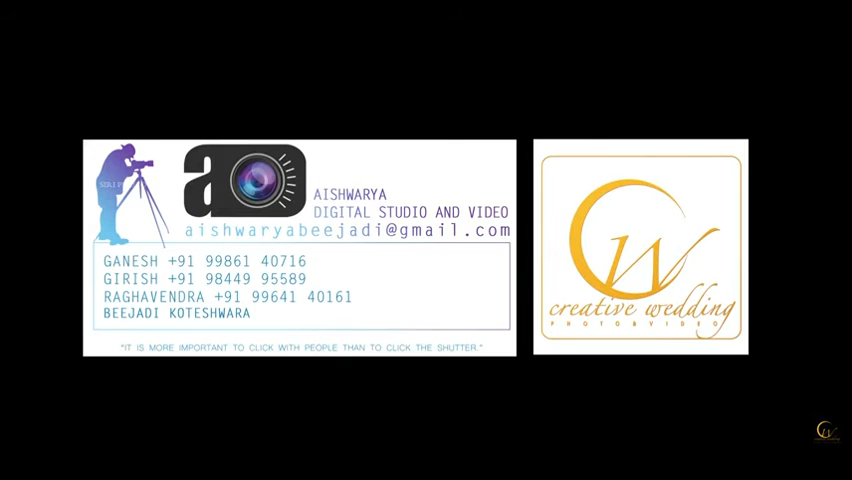 a
AISHWARYA
DIGITAL STUDIO AND VIDEO
aishwaryabeejadi@gmail.com
GANESH +91 99861 40716
GIRISH +91 98449 95589
RAGHAVENDRA +91 99641 40161
BEEJADI KOTESHWARA
"IT IS MORE IMPORTANT TO CLICK WITH PEOPLE THAN TO CLICK THE SHUTTER."
CW
creative wedding
PHOTO&VIDEO
CW